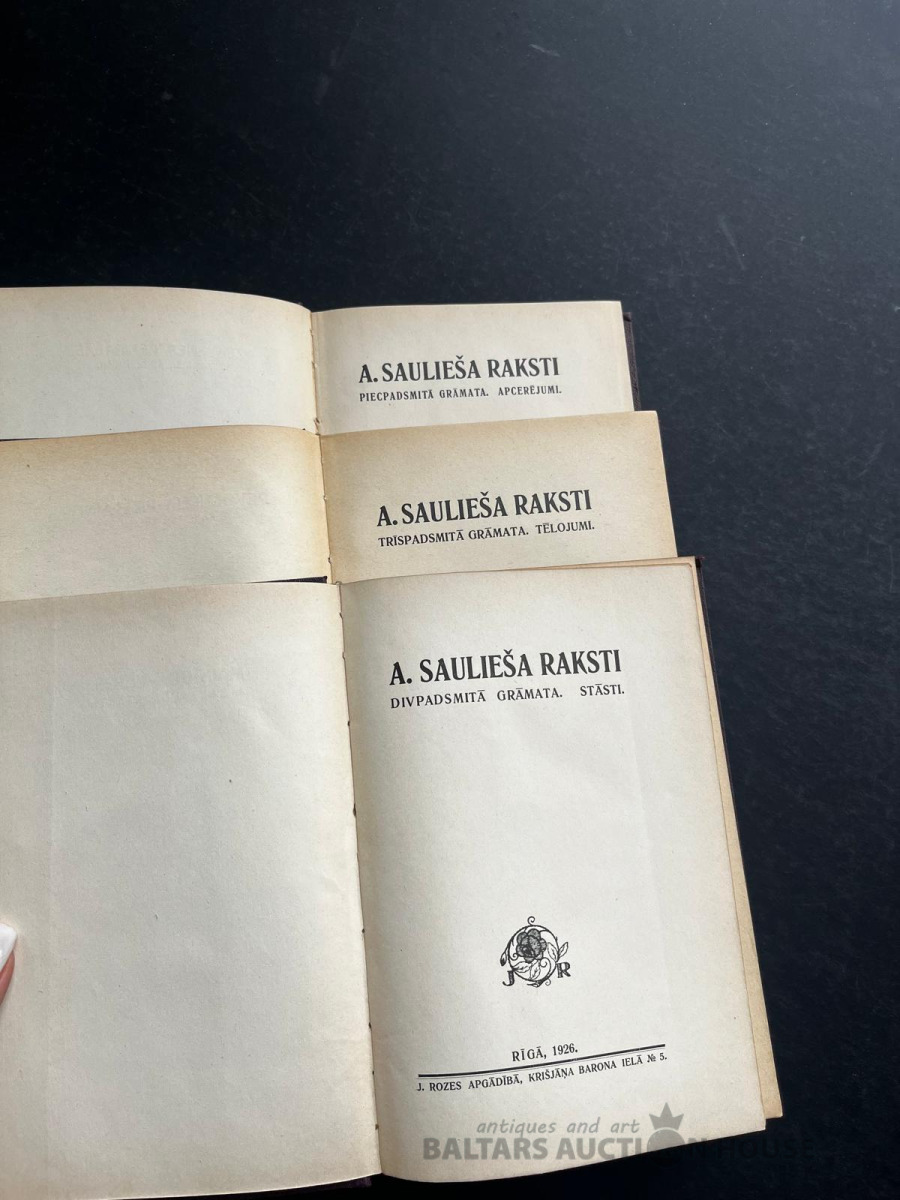 A. SAULIEŠA RAKSTI
PIECPADSMITĀ GRĀMATA. APCERĒJUMI.
A. SAULIEŠA RAKSTI
TRĪSPADSMITĀ GRĀMATA. TĒLOJUMI.
A. SAULIEŠA RAKSTI
DIVPADSMITĀ GRĀMATA. STĀSTI.
J R
RĪGĀ, 1926.
J. ROZES APGĀDĪBĀ, KRIŠJĀŅA BARONA IELĀ № 5.
antiques and art
BALTARS AUCTION HOUSE